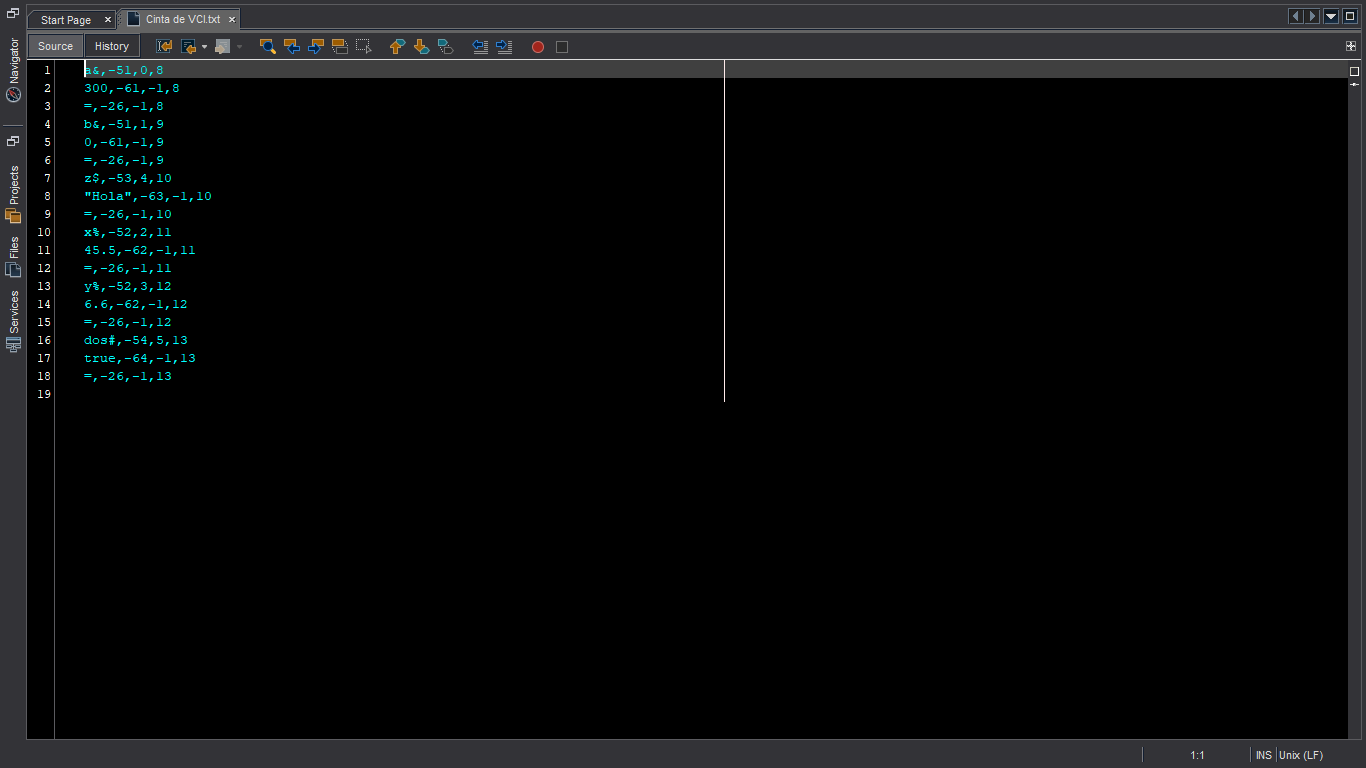 Start Page
Cinta de VCI.txt
Source
History
Navigator
Projects
Files
Services
1 a&,-51,0,8
2 300,-61,-1,8
3 =,-26,-1,8
4 b&,-51,1,9
5 0,-61,-1,9
6 =,-26,-1,9
7 z$,-53,4,10
8 "Hola",-63,-1,10
9 =,-26,-1,10
10 x%,-52,2,11
11 45.5,-62,-1,11
12 =,-26,-1,11
13 y%,-52,3,12
14 6.6,-62,-1,12
15 =,-26,-1,12
16 dos#,-54,5,13
17 true,-64,-1,13
18 =,-26,-1,13
19
1:1 INS Unix (LF)